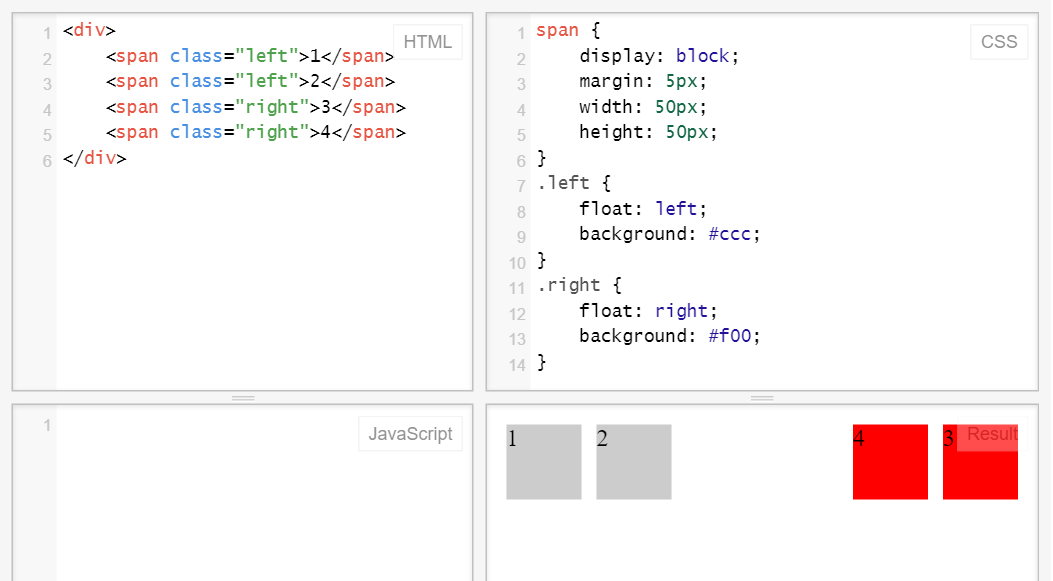 HTML
1 <div>
2     <span class="left">1</span>
3     <span class="left">2</span>
4     <span class="right">3</span>
5     <span class="right">4</span>
6 </div>
CSS
1 span {
2     display: block;
3     margin: 5px;
4     width: 50px;
5     height: 50px;
6 }
7 .left {
8     float: left;
9     background: #ccc;
10 }
11 .right {
12     float: right;
13     background: #f00;
14 }
1 JavaScript
1 2 4 3 Result